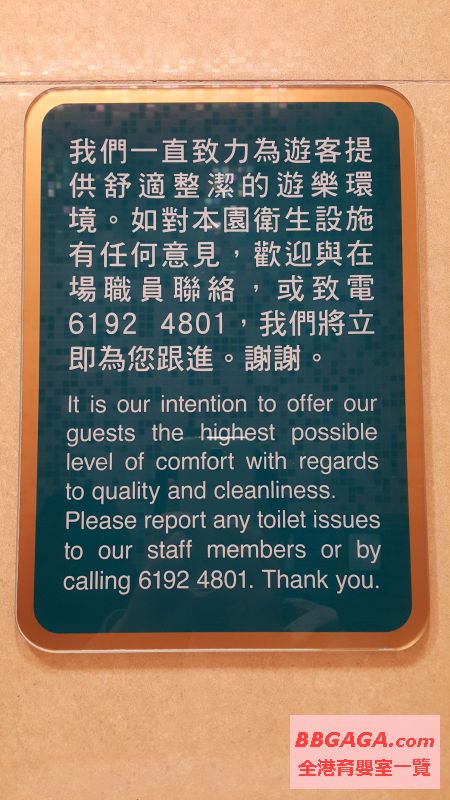 我們一直致力為遊客提
供舒適整潔的遊樂環
境。如對本園衛生設施
有任何意見，歡迎與在
場職員聯絡，或致電
6192 4801，我們將立
即為您跟進。謝謝。
It is our intention to offer our
guests the highest possible
level of comfort with regards
to quality and cleanliness.
Please report any toilet issues
to our staff members or by
calling 6192 4801. Thank you.
BBGAGA.com
全港育嬰室一覽